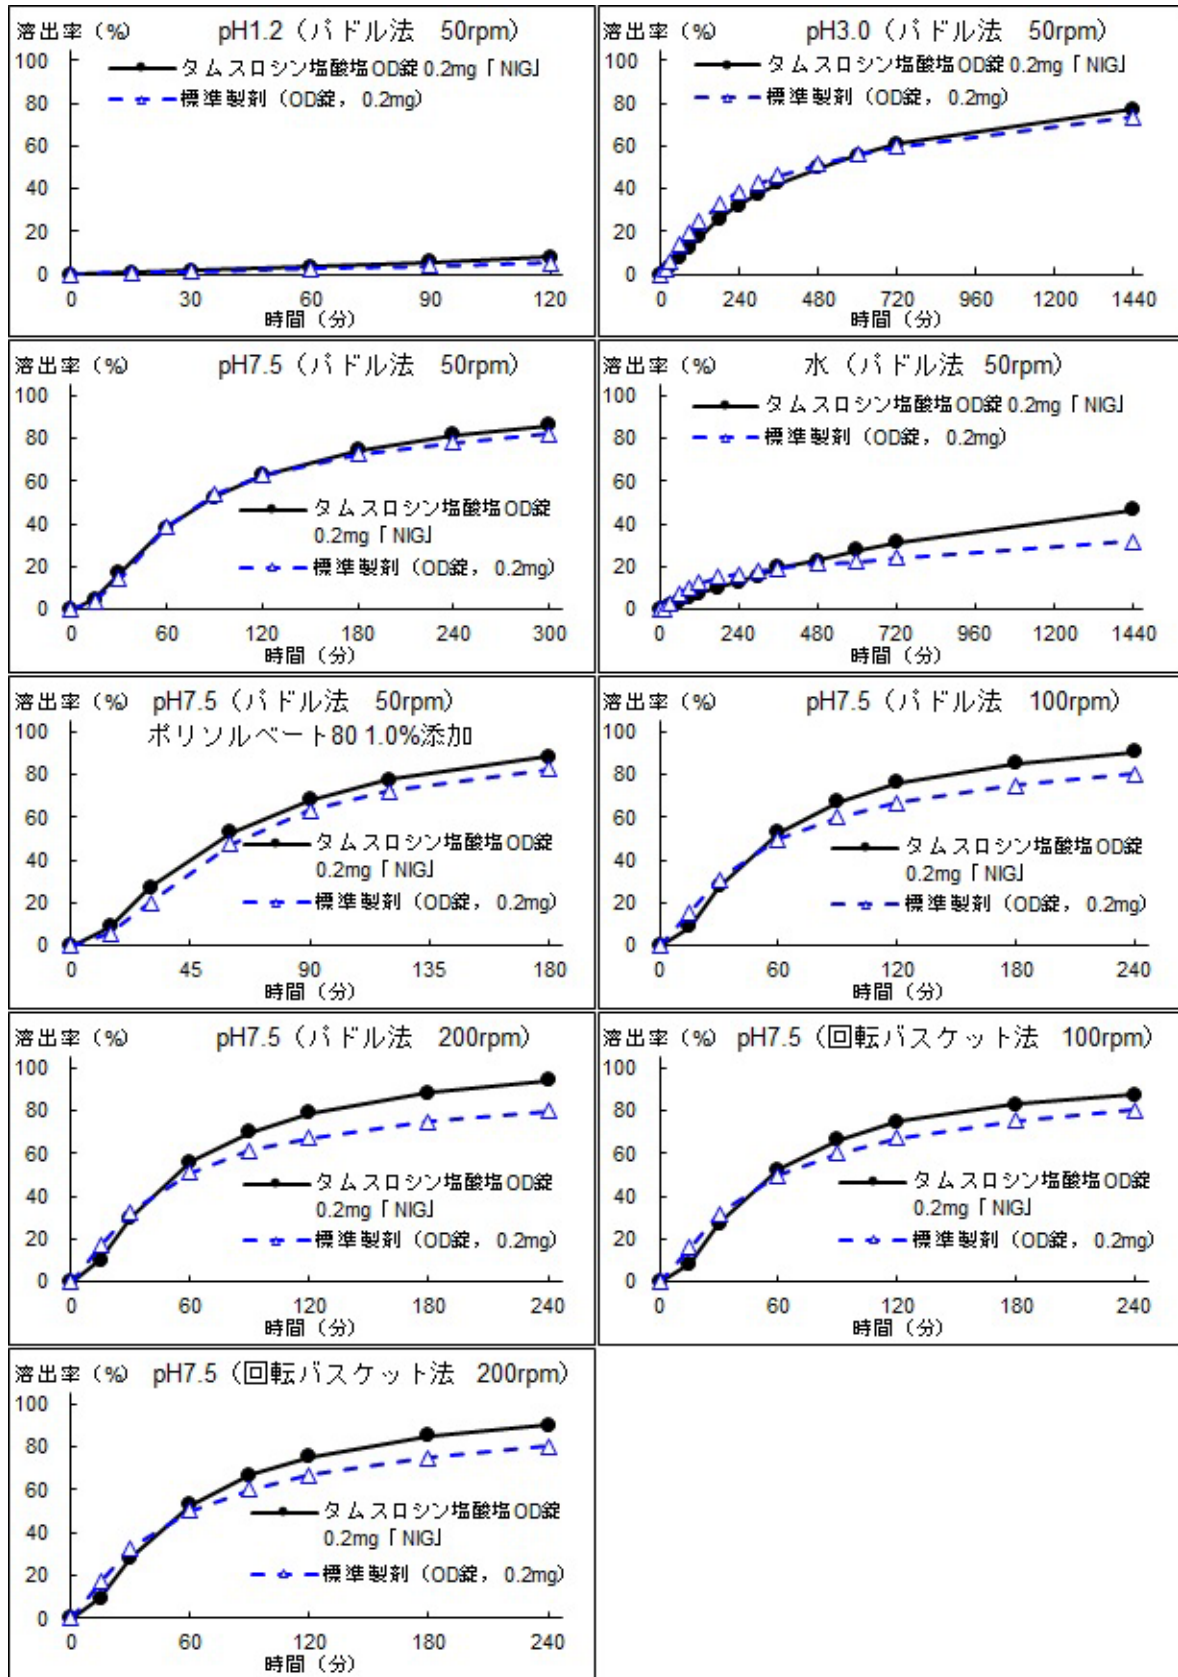 溶出率（%）　pH1.2（パドル法　50rpm）
タムスロシン塩酸塩OD錠 0.2mg「NIG」
標準製剤（OD錠，0.2mg）
100
80
60
40
20
0
0 30 60 90 120
時間（分）
溶出率（%）　pH3.0（パドル法　50rpm）
タムスロシン塩酸塩OD錠 0.2mg「NIG」
標準製剤（OD錠，0.2mg）
100
80
60
40
20
0
0 240 480 720 960 1200 1440
時間（分）
溶出率（%）　pH7.5（パドル法　50rpm）
100
80
60
40
20
0
タムスロシン塩酸塩OD錠
0.2mg「NIG」
標準製剤（OD錠，0.2mg）
0 60 120 180 240 300
時間（分）
溶出率（%）　水（パドル法　50rpm）
タムスロシン塩酸塩OD錠 0.2mg「NIG」
標準製剤（OD錠，0.2mg）
100
80
60
40
20
0
0 240 480 720 960 1200 1440
時間（分）
溶出率（%）　pH7.5（パドル法　50rpm）
ポリソルベート80 1.0%添加
100
80
60
40
20
0
タムスロシン塩酸塩OD錠
0.2mg「NIG」
標準製剤（OD錠，0.2mg）
0 45 90 135 180
時間（分）
溶出率（%）　pH7.5（パドル法　100rpm）
100
80
60
40
20
0
タムスロシン塩酸塩OD錠
0.2mg「NIG」
標準製剤（OD錠，0.2mg）
0 60 120 180 240
時間（分）
溶出率（%）　pH7.5（パドル法　200rpm）
100
80
60
40
20
0
タムスロシン塩酸塩OD錠
0.2mg「NIG」
標準製剤（OD錠，0.2mg）
0 60 120 180 240
時間（分）
溶出率（%）　pH7.5（回転バスケット法　100rpm）
100
80
60
40
20
0
タムスロシン塩酸塩OD錠
0.2mg「NIG」
標準製剤（OD錠，0.2mg）
0 60 120 180 240
時間（分）
溶出率（%）　pH7.5（回転バスケット法　200rpm）
100
80
60
40
20
0
タムスロシン塩酸塩OD錠
0.2mg「NIG」
標準製剤（OD錠，0.2mg）
0 60 120 180 240
時間（分）